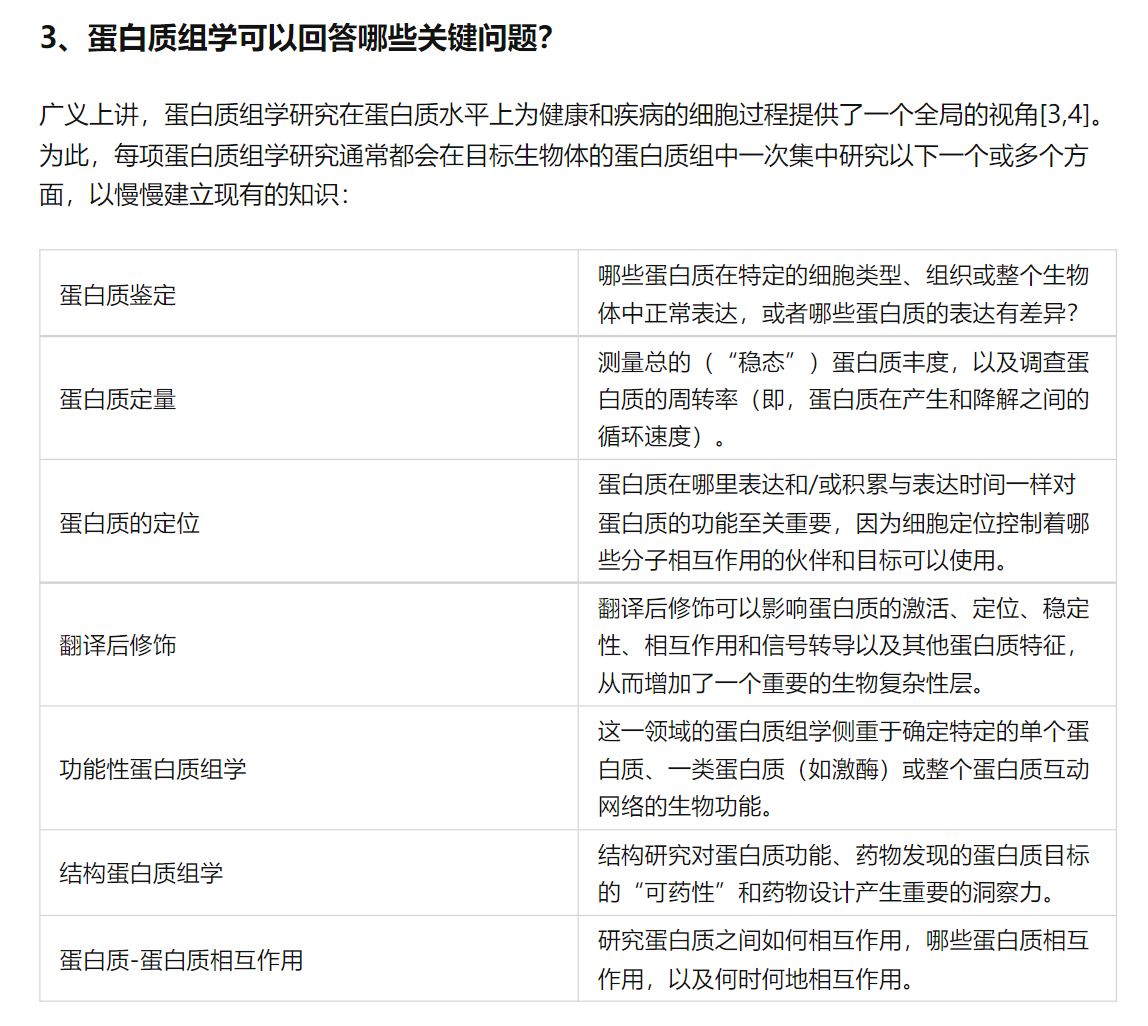 3、蛋白质组学可以回答哪些关键问题？
广义上讲，蛋白质组学研究在蛋白质水平上为健康和疾病的细胞过程提供了一个全局的视角[3,4]。
为此，每项蛋白质组学研究通常都会在目标生物体的蛋白质组中一次集中研究以下一个或多个方
面，以慢慢建立现有的知识：
蛋白质鉴定
哪些蛋白质在特定的细胞类型、组织或整个生物
体中正常表达，或者哪些蛋白质的表达有差异？
蛋白质定量
测量总的（“稳态”）蛋白质丰度，以及调查蛋
白质的周转率（即，蛋白质在产生和降解之间的
循环速度）。
蛋白质的定位
蛋白质在哪里表达和/或积累与表达时间一样对
蛋白质的功能至关重要，因为细胞定位控制着哪
些分子相互作用的伙伴和目标可以使用。
翻译后修饰
翻译后修饰可以影响蛋白质的激活、定位、稳定
性、相互作用和信号转导以及其他蛋白质特征，
从而增加了一个重要的生物复杂性层。
功能性蛋白质组学
这一领域的蛋白质组学侧重于确定特定的单个蛋
白质、一类蛋白质（如激酶）或整个蛋白质互动
网络的生物功能。
结构蛋白质组学
结构研究对蛋白质功能、药物发现的蛋白质目标
的“可药性”和药物设计产生重要的洞察力。
蛋白质-蛋白质相互作用
研究蛋白质之间如何相互作用，哪些蛋白质相互
作用，以及何时何地相互作用。